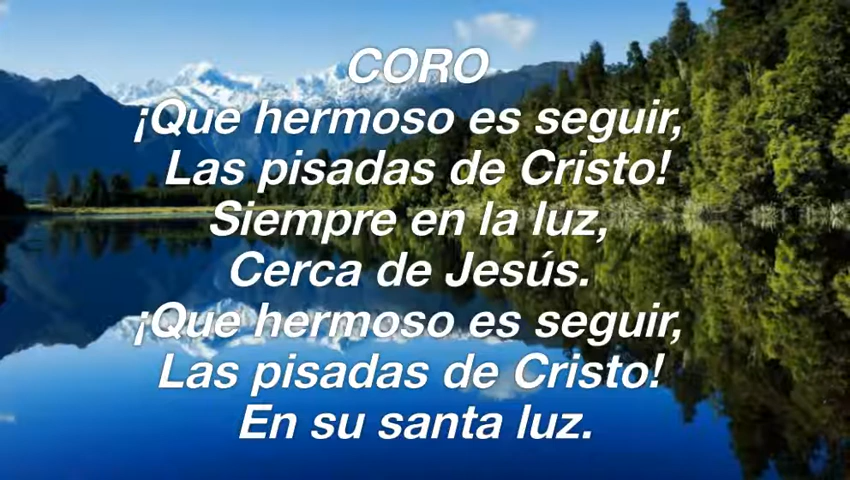 CORO
¡Que hermoso es seguir,
Las pisadas de Cristo!
Siempre en la luz,
Cerca de Jesús.
¡Que hermoso es seguir,
Las pisadas de Cristo!
En su santa luz.